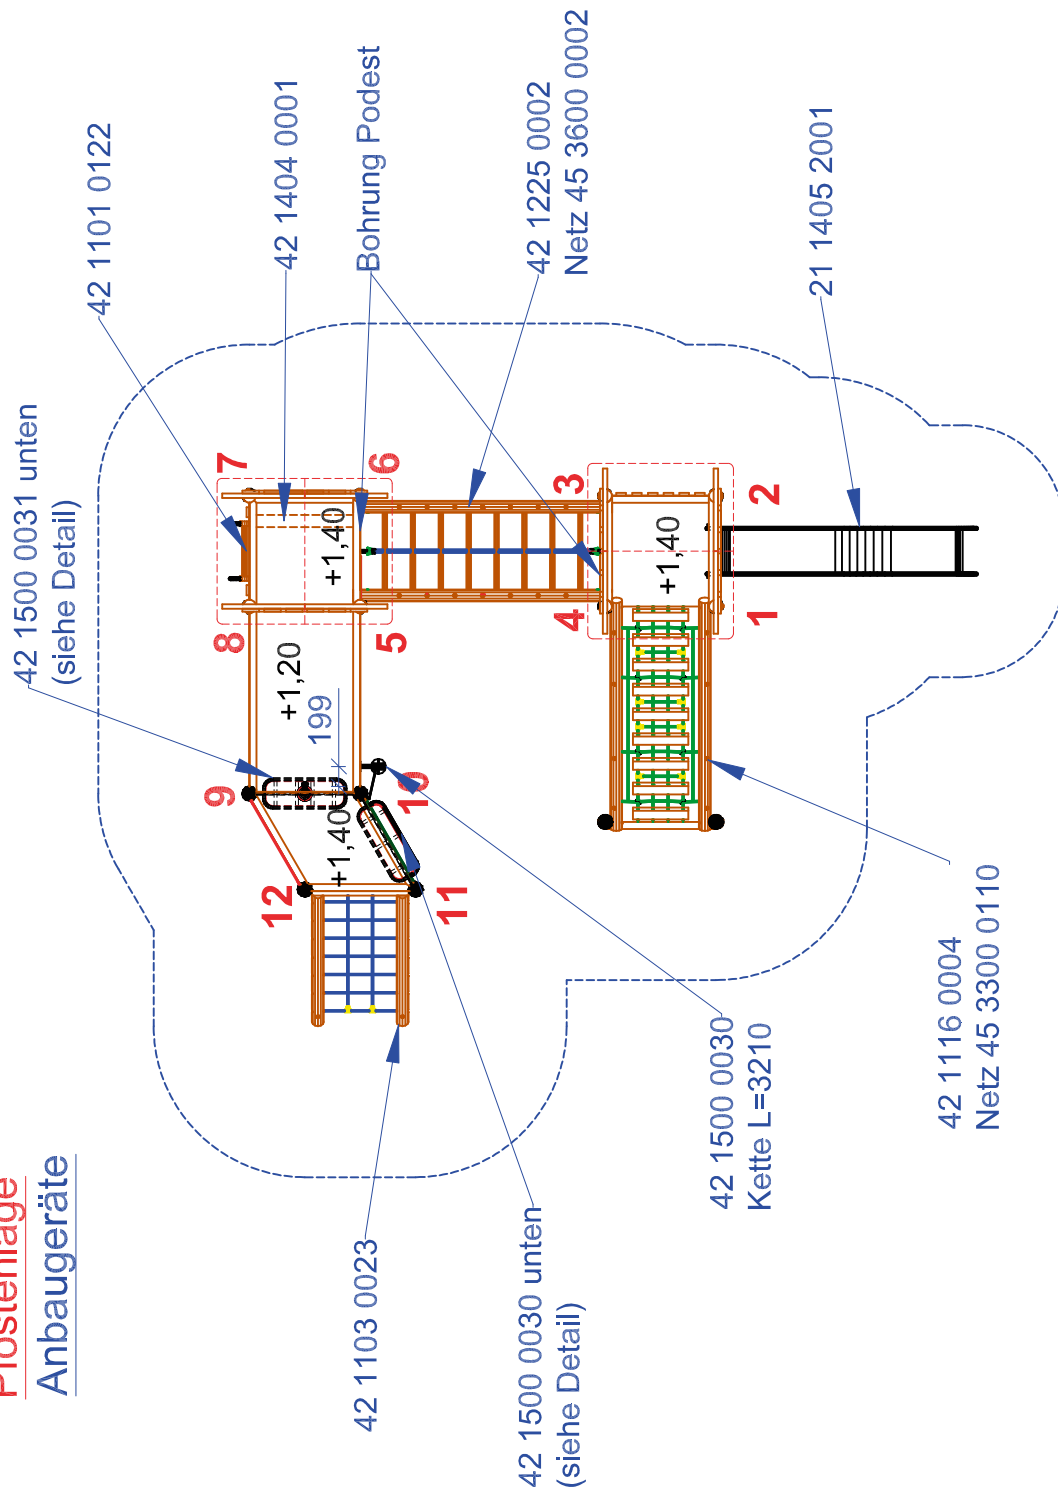 Pfostenlage
Anbaugeräte
42 1500 0031 unten
(siehe Detail)
42 1101 0122
42 1404 0001
Bohrung Podest
42 1225 0002
Netz 45 3600 0002
21 1405 2001
7
6
8
5
+1,40
+1,20
199
9
10
+1,40
12
11
3
4
2
1
+1,40
42 1103 0023
42 1500 0030 unten
(siehe Detail)
42 1500 0030
Kette L=3210
42 1116 0004
Netz 45 3300 0110